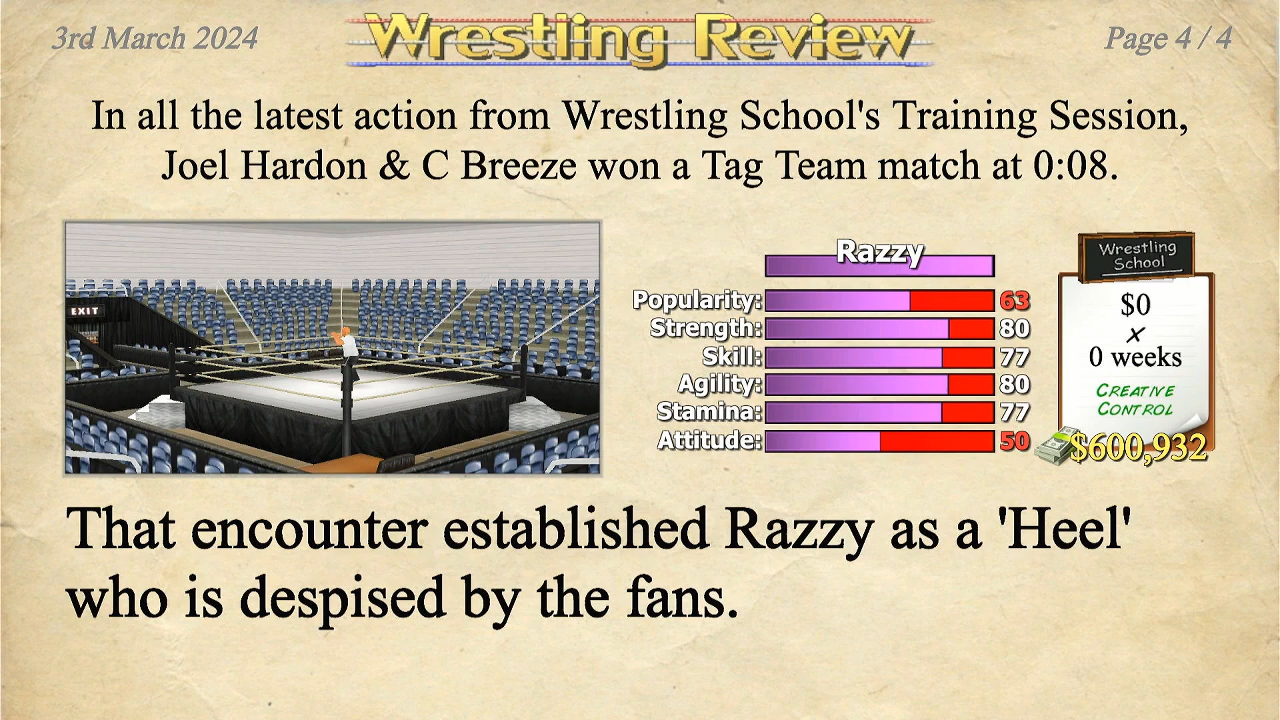 3rd March 2024
Wrestling Review
Page 4 / 4
In all the latest action from Wrestling School's Training Session,
Joel Hardon & C Breeze won a Tag Team match at 0:08.
EXIT
Razzy
Popularity: 63
Strength: 80
Skill: 77
Agility: 80
Stamina: 77
Attitude: 50
Wrestling
School
$0
x
0 weeks
CREATIVE
CONTROL
$600,932
That encounter established Razzy as a 'Heel'
who is despised by the fans.